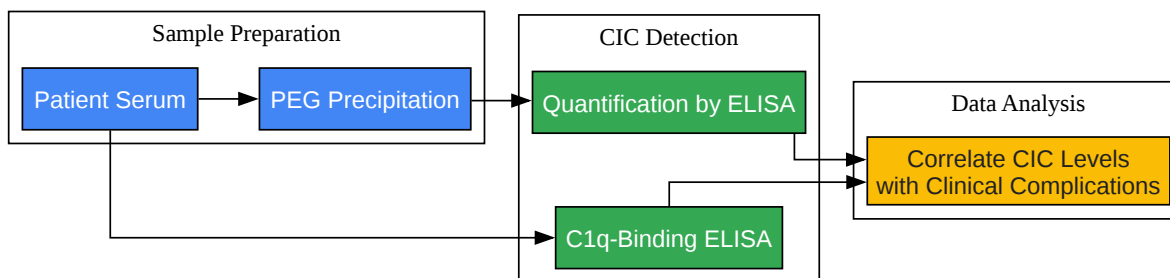 Sample Preparation
Patient Serum
PEG Precipitation
CIC Detection
Quantification by ELISA
C1q-Binding ELISA
Data Analysis
Correlate CIC Levels
with Clinical Complications